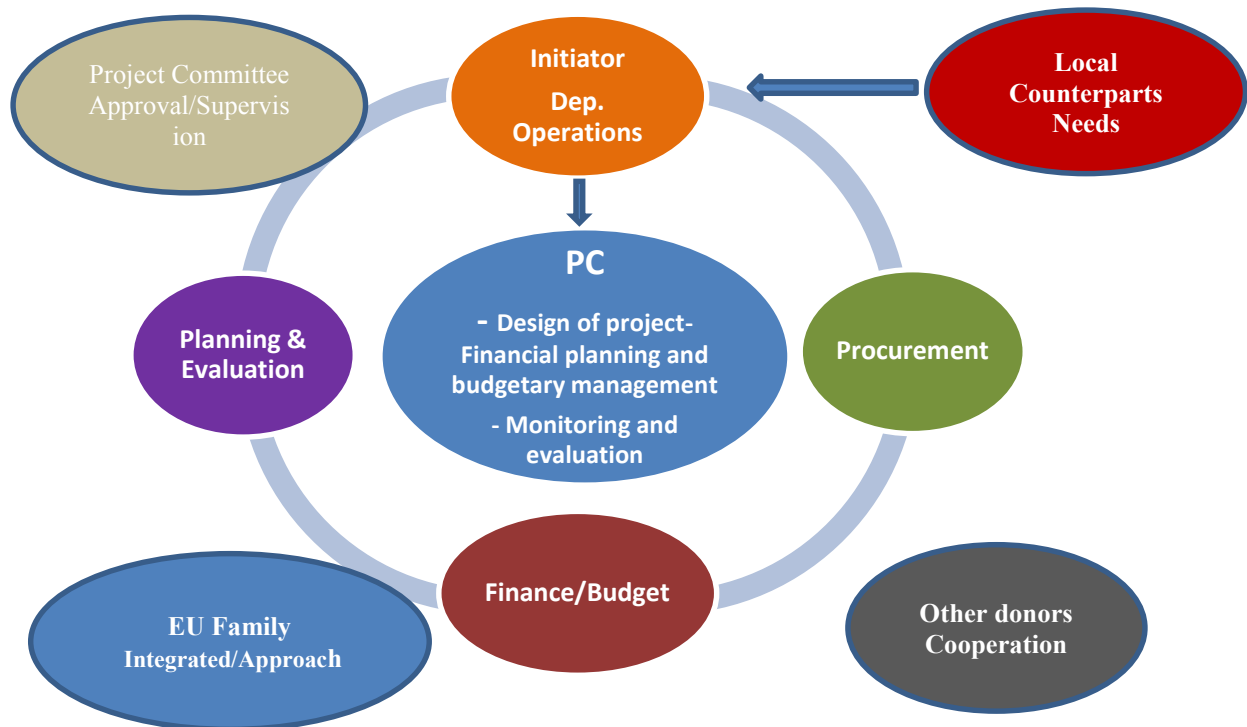 Project Committee
Approval/Supervis
ion
Initiator
Dep.
Operations
Local
Counterparts
Needs
PC
- Design of project-
Financial planning and
budgetary management
- Monitoring and
evaluation
Planning &
Evaluation
Procurement
Finance/Budget
EU Family
Integrated/Approach
Other donors
Cooperation